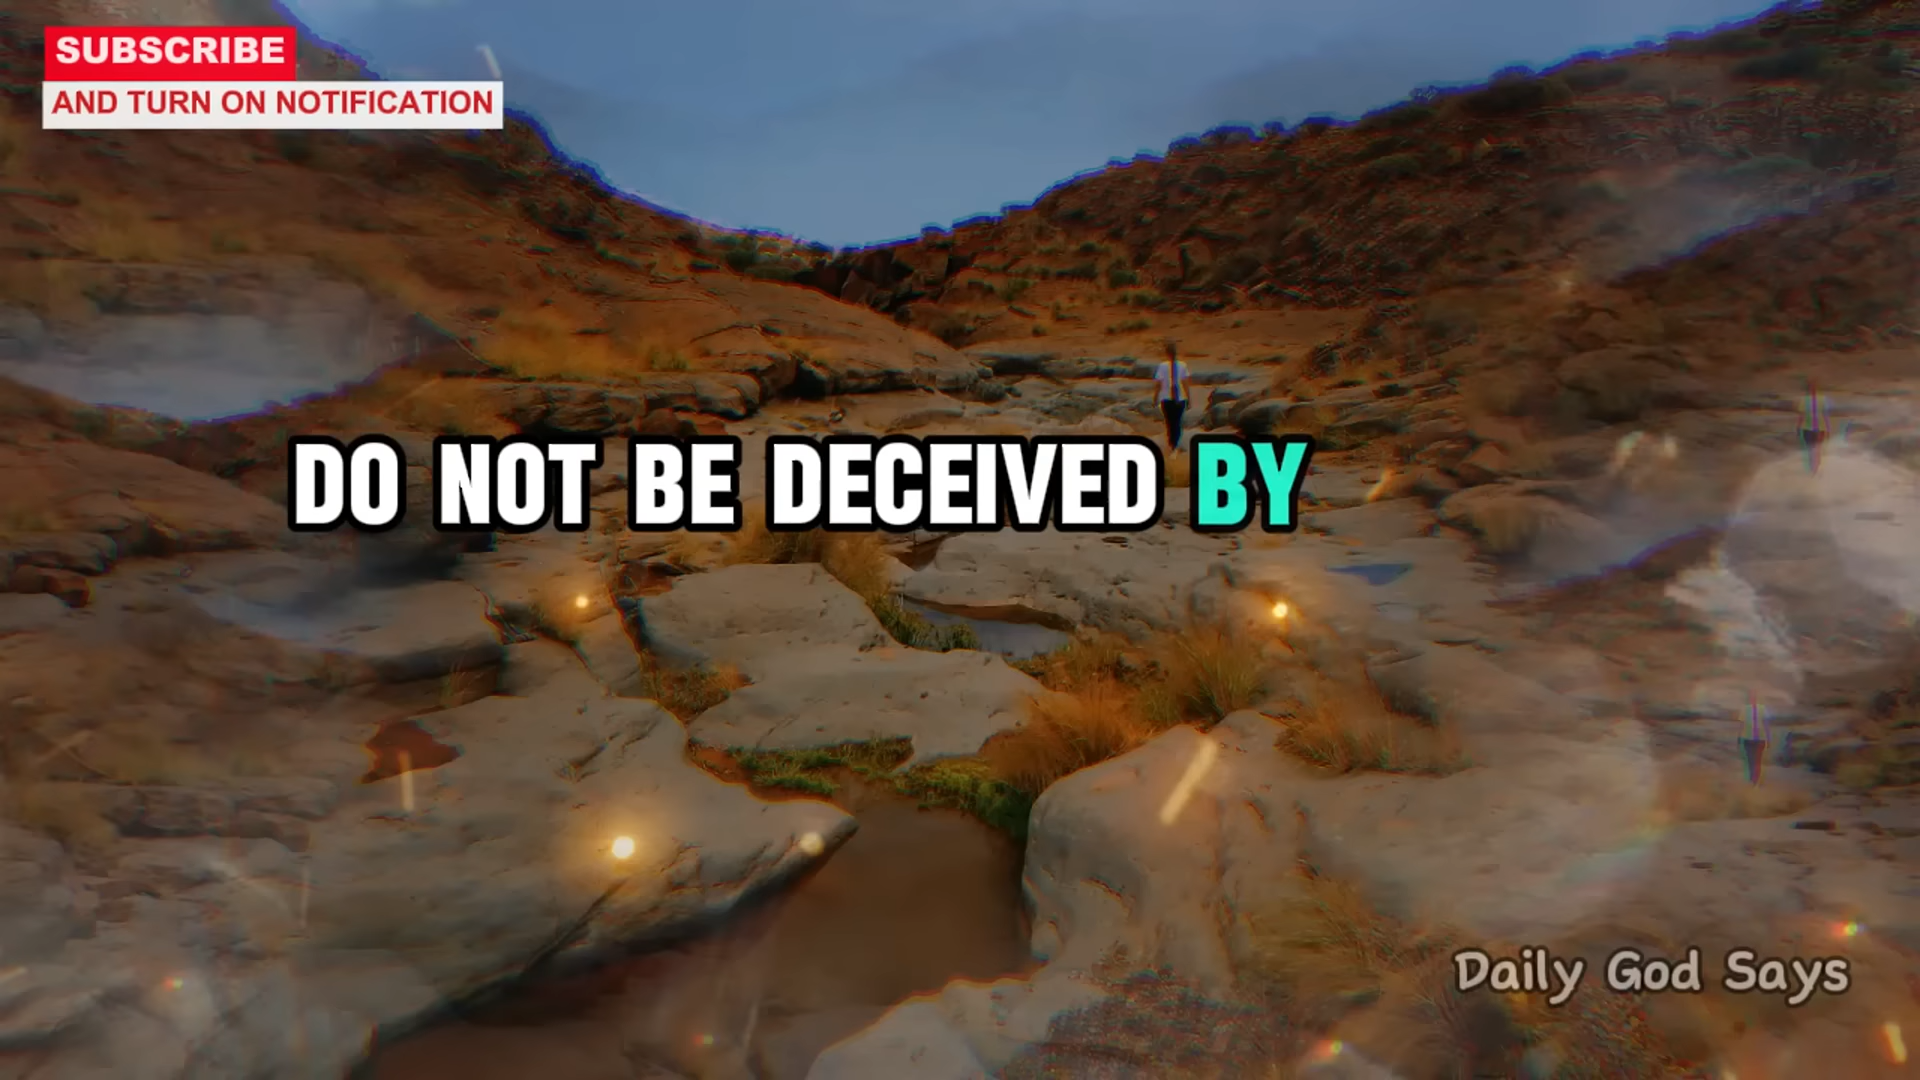 SUBSCRIBE
AND TURN ON NOTIFICATION
DO NOT BE DECEIVED BY
Daily God Says